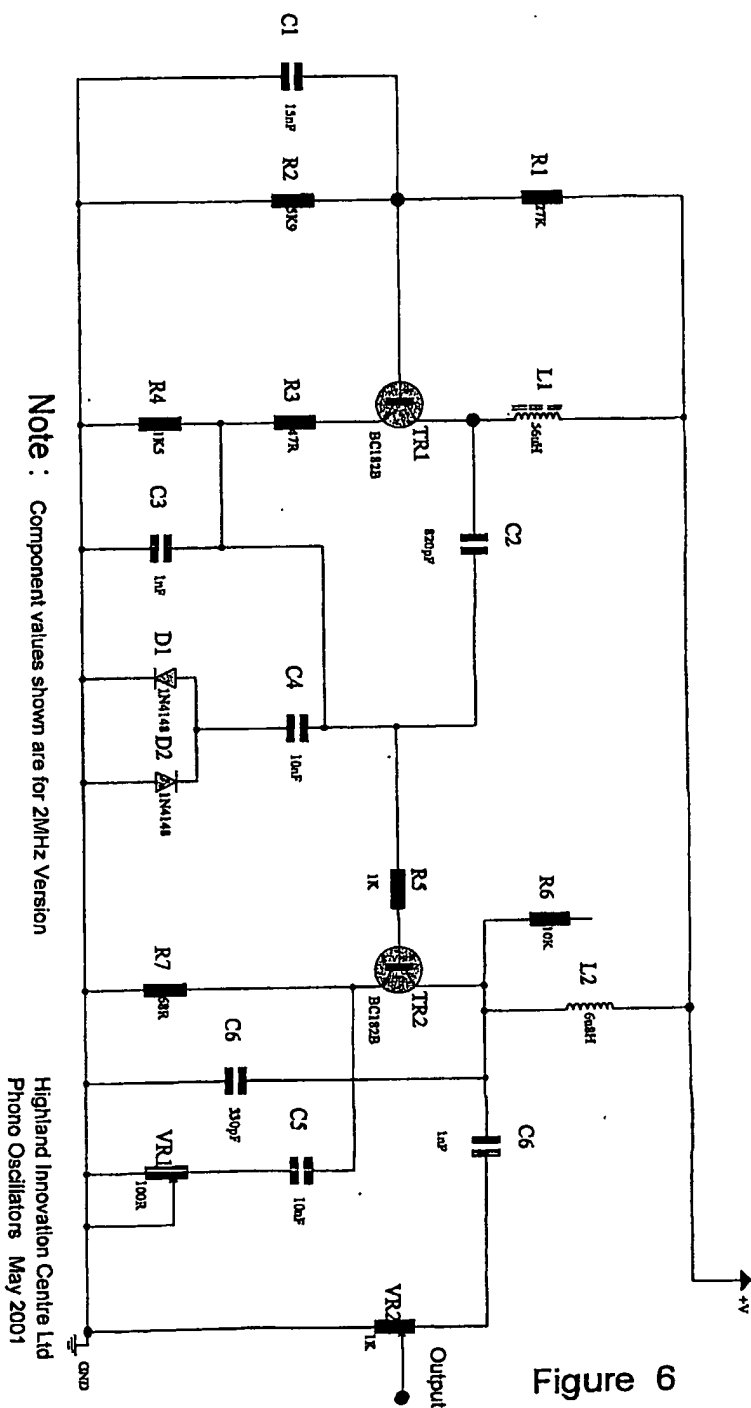 +V
Figure 6
R1
27K
L1
56uH
R6
10K
L2
6n8H
C1
15nF
R2
5K9
TR1
BC182B
C2
820pF
R5
1K
TR2
BC182B
C6
1nF
VR2
1K
Output
R3
47R
R4
1K5
C3
1nF
C4
10nF
D1
1N4148
D2
1N4148
R7
68R
C6
330pF
C5
10nF
VR1
100R
GND
Note : Component values shown are for 2MHz Version
Highland Innovation Centre Ltd
Phono Oscillators May 2001